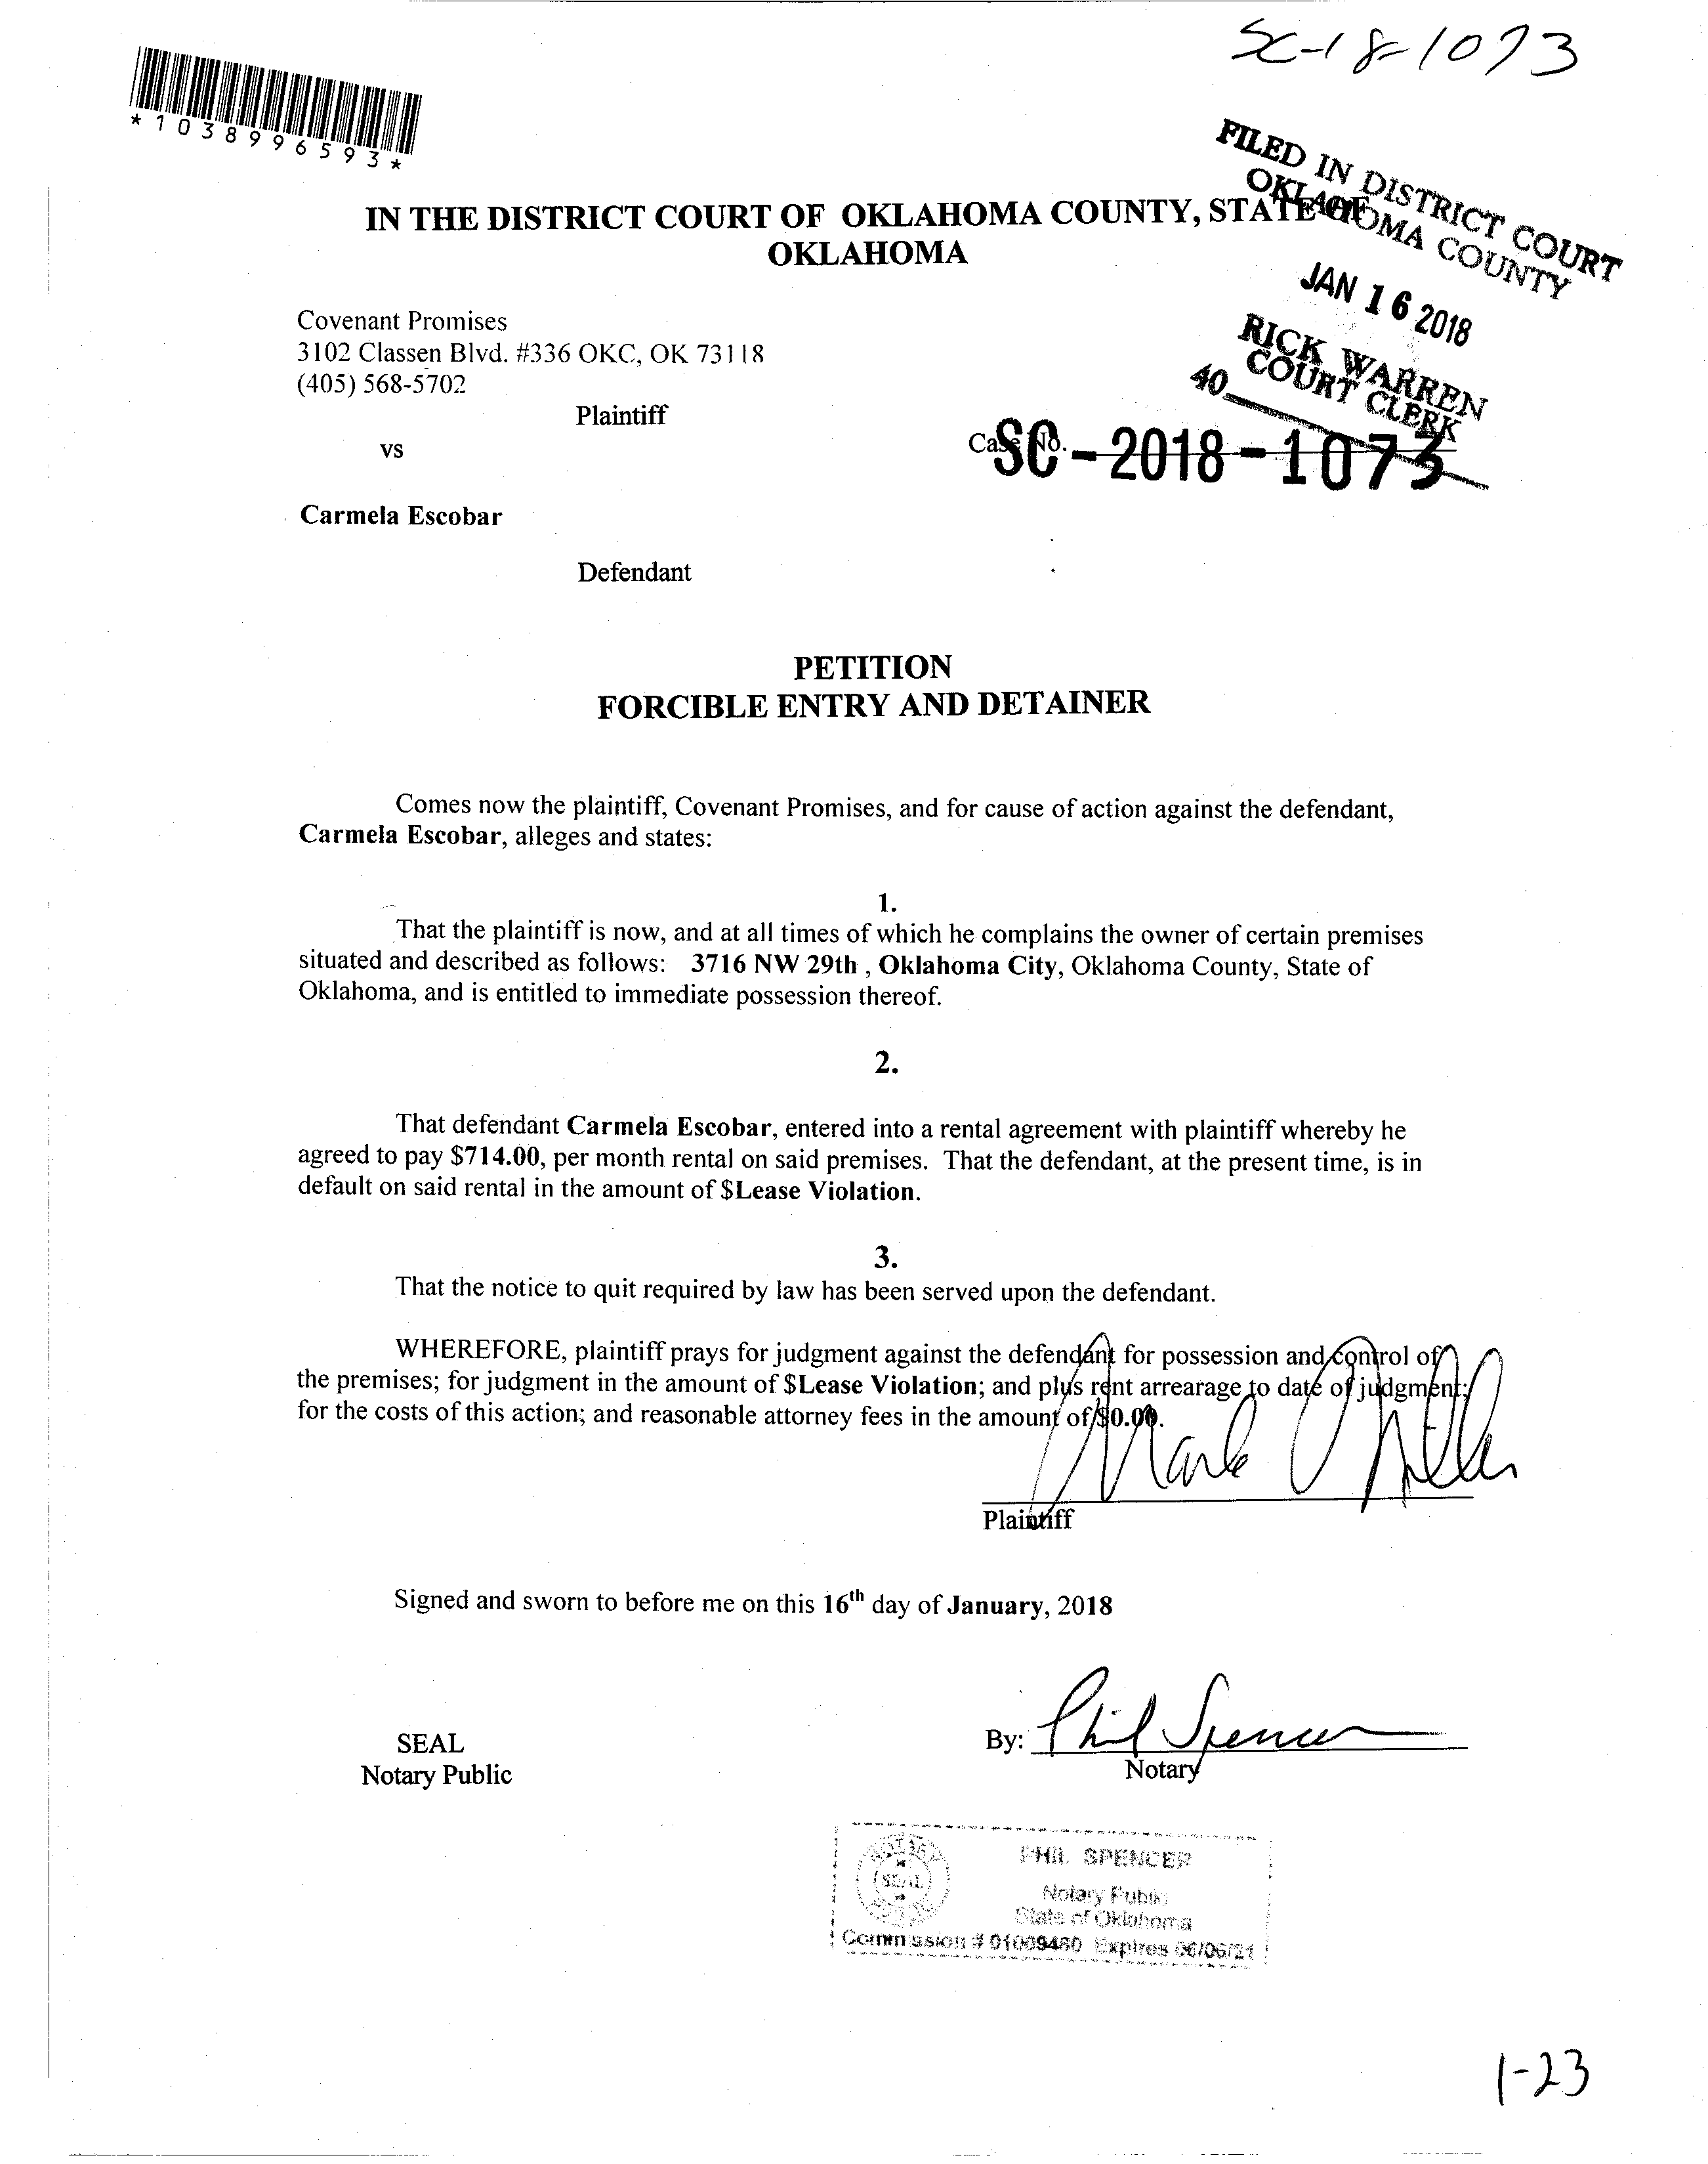 SC-18-1073
*1038996593*
FILED IN DISTRICT COURT
OKLAHOMA COUNTY
JAN 16 2018
RICK WARREN
COURT CLERK
40
IN THE DISTRICT COURT OF OKLAHOMA COUNTY, STATE OF
OKLAHOMA
Covenant Promises
3102 Classen Blvd. #336 OKC, OK 73118
(405) 568-5702
Plaintiff
vs
Case No.
SC-2018-1073
Carmela Escobar
Defendant
PETITION
FORCIBLE ENTRY AND DETAINER
Comes now the plaintiff, Covenant Promises, and for cause of action against the defendant,
Carmela Escobar, alleges and states:
1.
That the plaintiff is now, and at all times of which he complains the owner of certain premises
situated and described as follows: 3716 NW 29th , Oklahoma City, Oklahoma County, State of
Oklahoma, and is entitled to immediate possession thereof.
2.
That defendant Carmela Escobar, entered into a rental agreement with plaintiff whereby he
agreed to pay $714.00, per month rental on said premises. That the defendant, at the present time, is in
default on said rental in the amount of $Lease Violation.
3.
That the notice to quit required by law has been served upon the defendant.
WHEREFORE, plaintiff prays for judgment against the defendant for possession and control of
the premises; for judgment in the amount of $Lease Violation; and plus rent arrearage to date of judgment;
for the costs of this action; and reasonable attorney fees in the amount of $0.00.
Mark
Plaintiff
Signed and sworn to before me on this 16th day of January, 2018
SEAL
Notary Public
By: Phil Spencer
Notary
PHIL SPENCER
Notary Public
State of Oklahoma
Commission # 01009480 Expires 06/06/21
NOTARY
SEAL
1-23